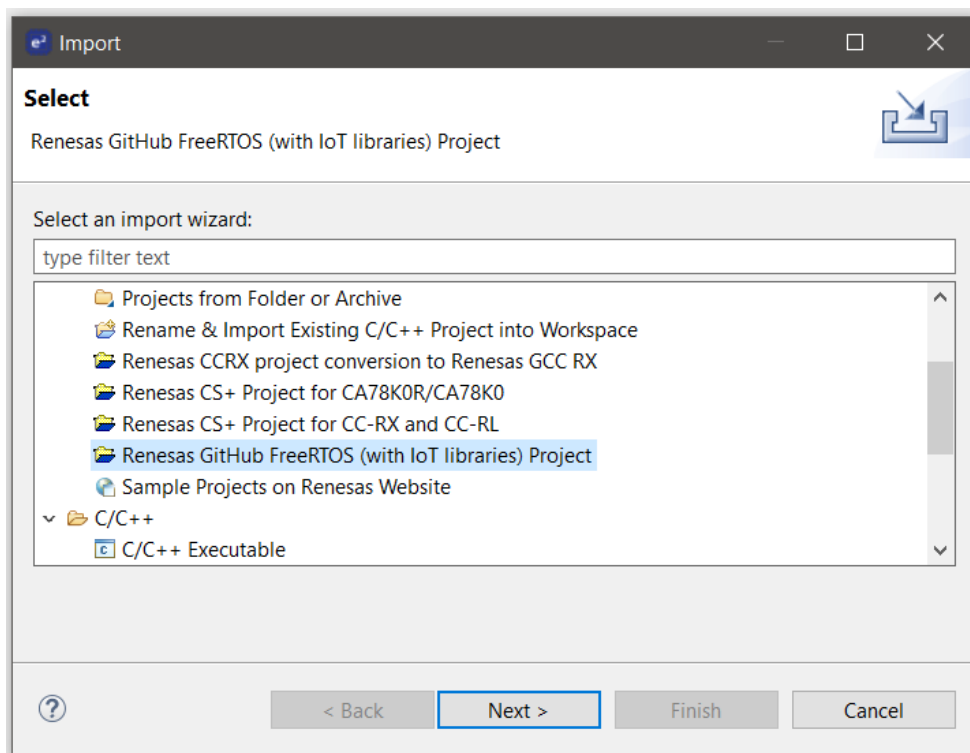 e² Import
Select
Renesas GitHub FreeRTOS (with IoT libraries) Project
Select an import wizard:
type filter text
Projects from Folder or Archive
Rename & Import Existing C/C++ Project into Workspace
Renesas CCRX project conversion to Renesas GCC RX
Renesas CS+ Project for CA78K0R/CA78K0
Renesas CS+ Project for CC-RX and CC-RL
Renesas GitHub FreeRTOS (with IoT libraries) Project
Sample Projects on Renesas Website
C/C++
c C/C++ Executable
? < Back Next > Finish Cancel